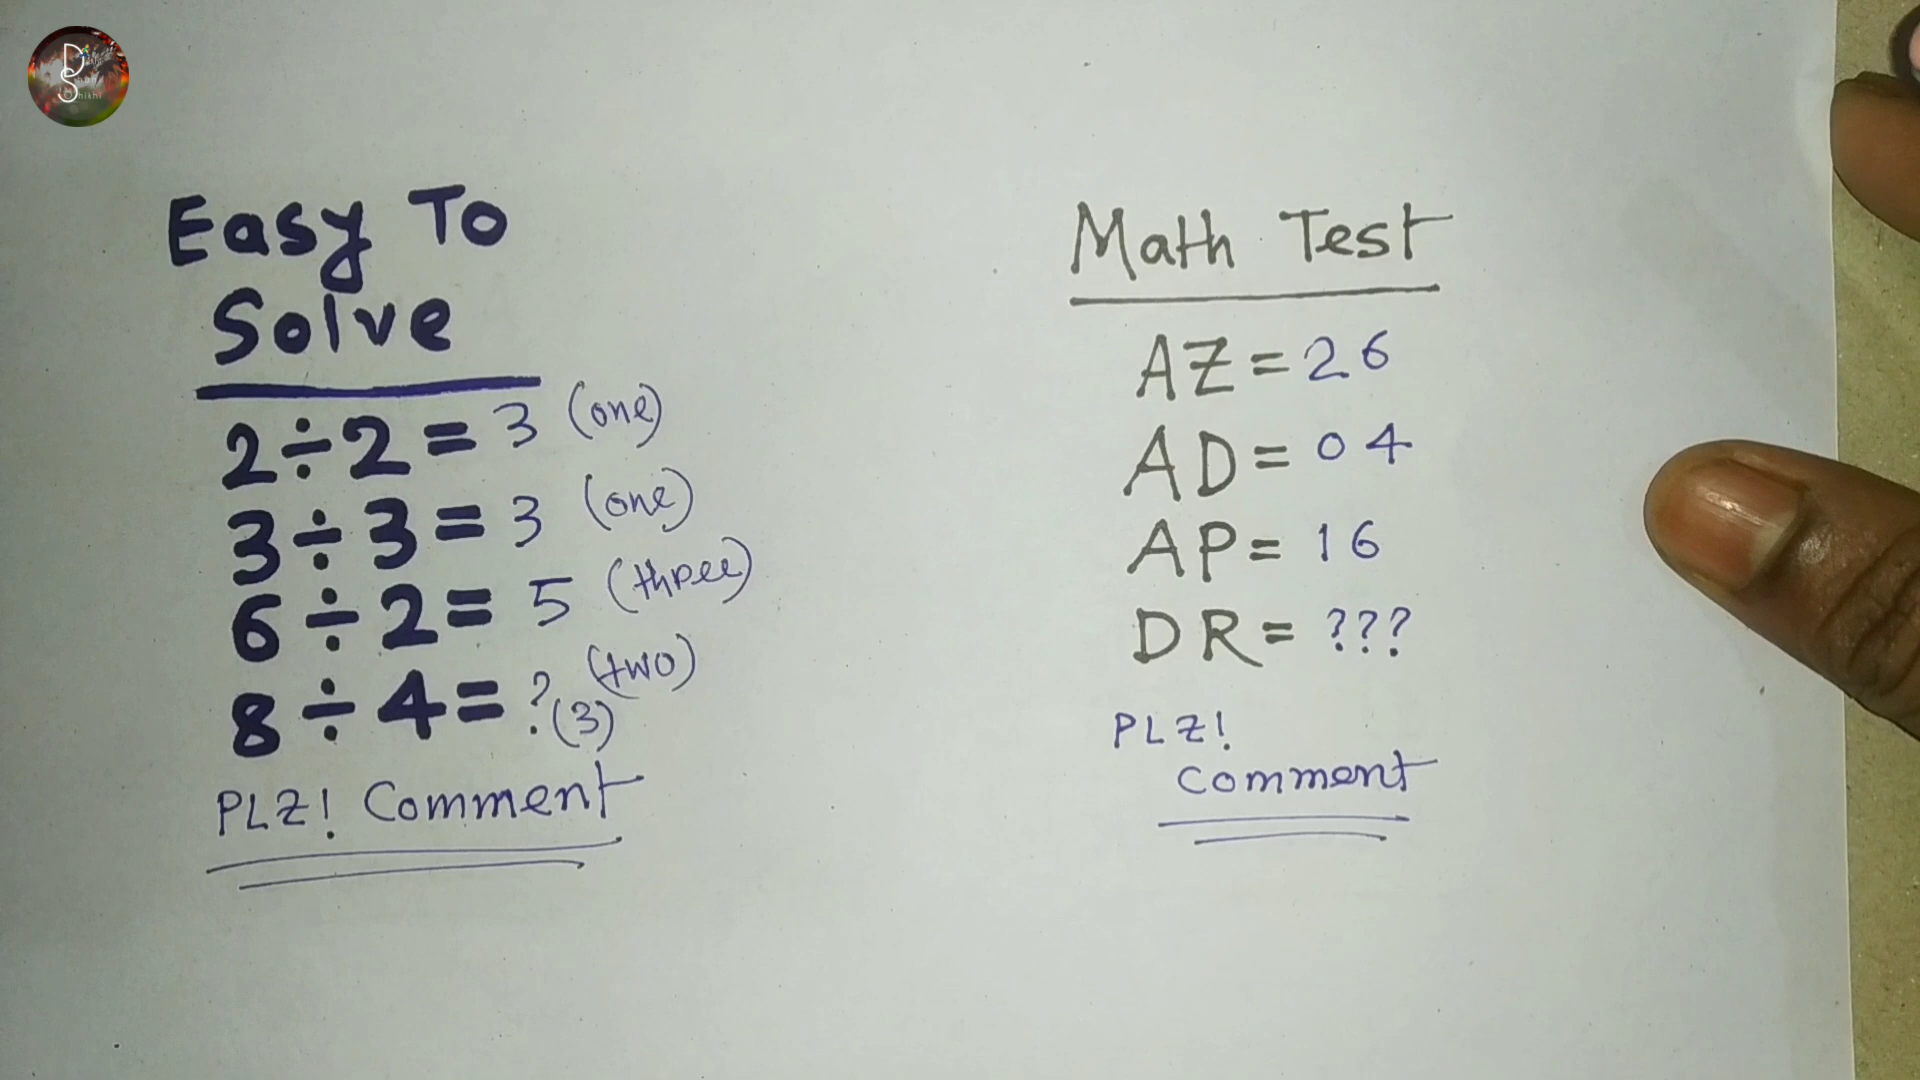 Easy To
Solve
2÷2=3 (one)
3÷3=3 (one)
6÷2=5 (three)
8÷4=? (two)
(3)
PLZ! Comment
Math Test
AZ=26
AD=04
AP=16
DR=???
PLZ!
Comment